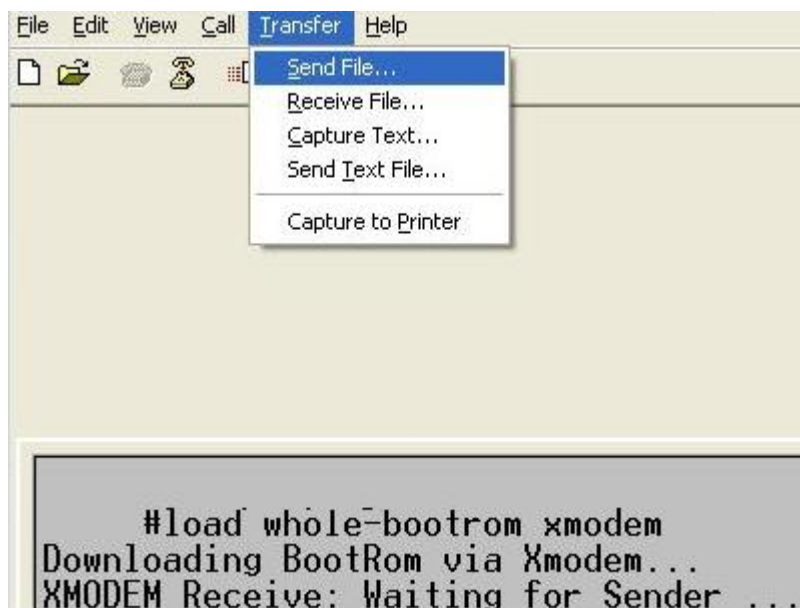 File Edit View Call Transfer Help
Send File...
Receive File...
Capture Text...
Send Text File...
Capture to Printer
#load whole-bootrom xmodem
Downloading BootRom via Xmodem...
XMODEM Receive: Waiting for Sender ...